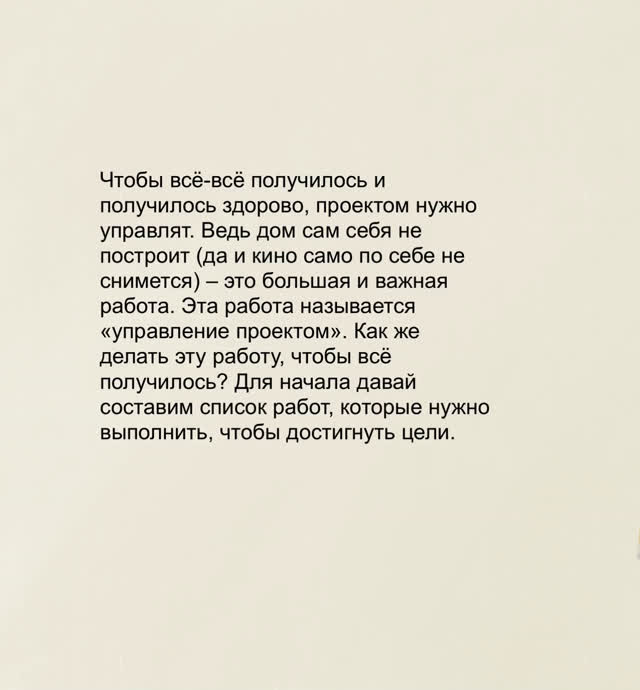 Чтобы всё-всё получилось и
получилось здорово, проектом нужно
управлят. Ведь дом сам себя не
построит (да и кино само по себе не
снимется) – это большая и важная
работа. Эта работа называется
«управление проектом». Как же
делать эту работу, чтобы всё
получилось? Для начала давай
составим список работ, которые нужно
выполнить, чтобы достигнуть цели.